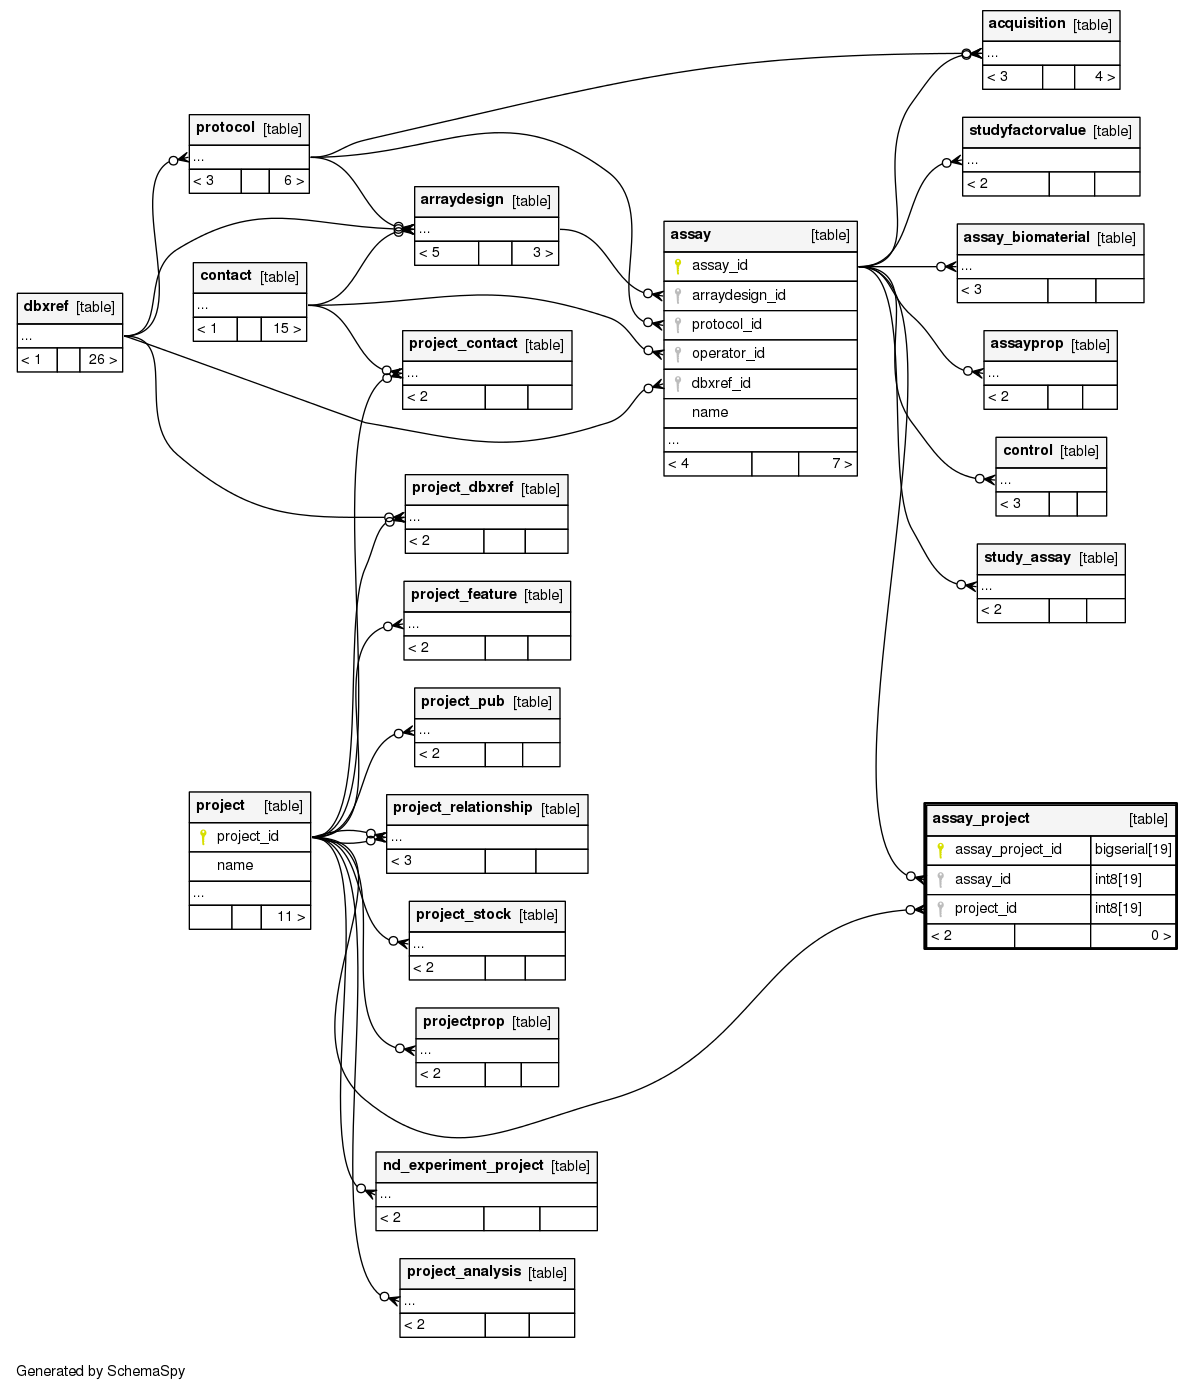 acquisition [table]
...
< 3 4 >
protocol [table]
...
< 3 6 >
studyfactorvalue [table]
...
< 2
arraydesign [table]
...
< 5 3 >
assay [table]
assay_id
arraydesign_id
protocol_id
operator_id
dbxref_id
name
...
< 4 7 >
assay_biomaterial [table]
...
< 3
contact [table]
...
< 1 15 >
dbxref [table]
...
< 1 26 >
project_contact [table]
...
< 2
assayprop [table]
...
< 2
control [table]
...
< 3
project_dbxref [table]
...
< 2
study_assay [table]
...
< 2
project_feature [table]
...
< 2
project_pub [table]
...
< 2
project [table]
project_id
name
...
11 >
project_relationship [table]
...
< 3
assay_project [table]
assay_project_id bigserial[19]
assay_id int8[19]
project_id int8[19]
< 2 0 >
project_stock [table]
...
< 2
projectprop [table]
...
< 2
nd_experiment_project [table]
...
< 2
project_analysis [table]
...
< 2
Generated by SchemaSpy